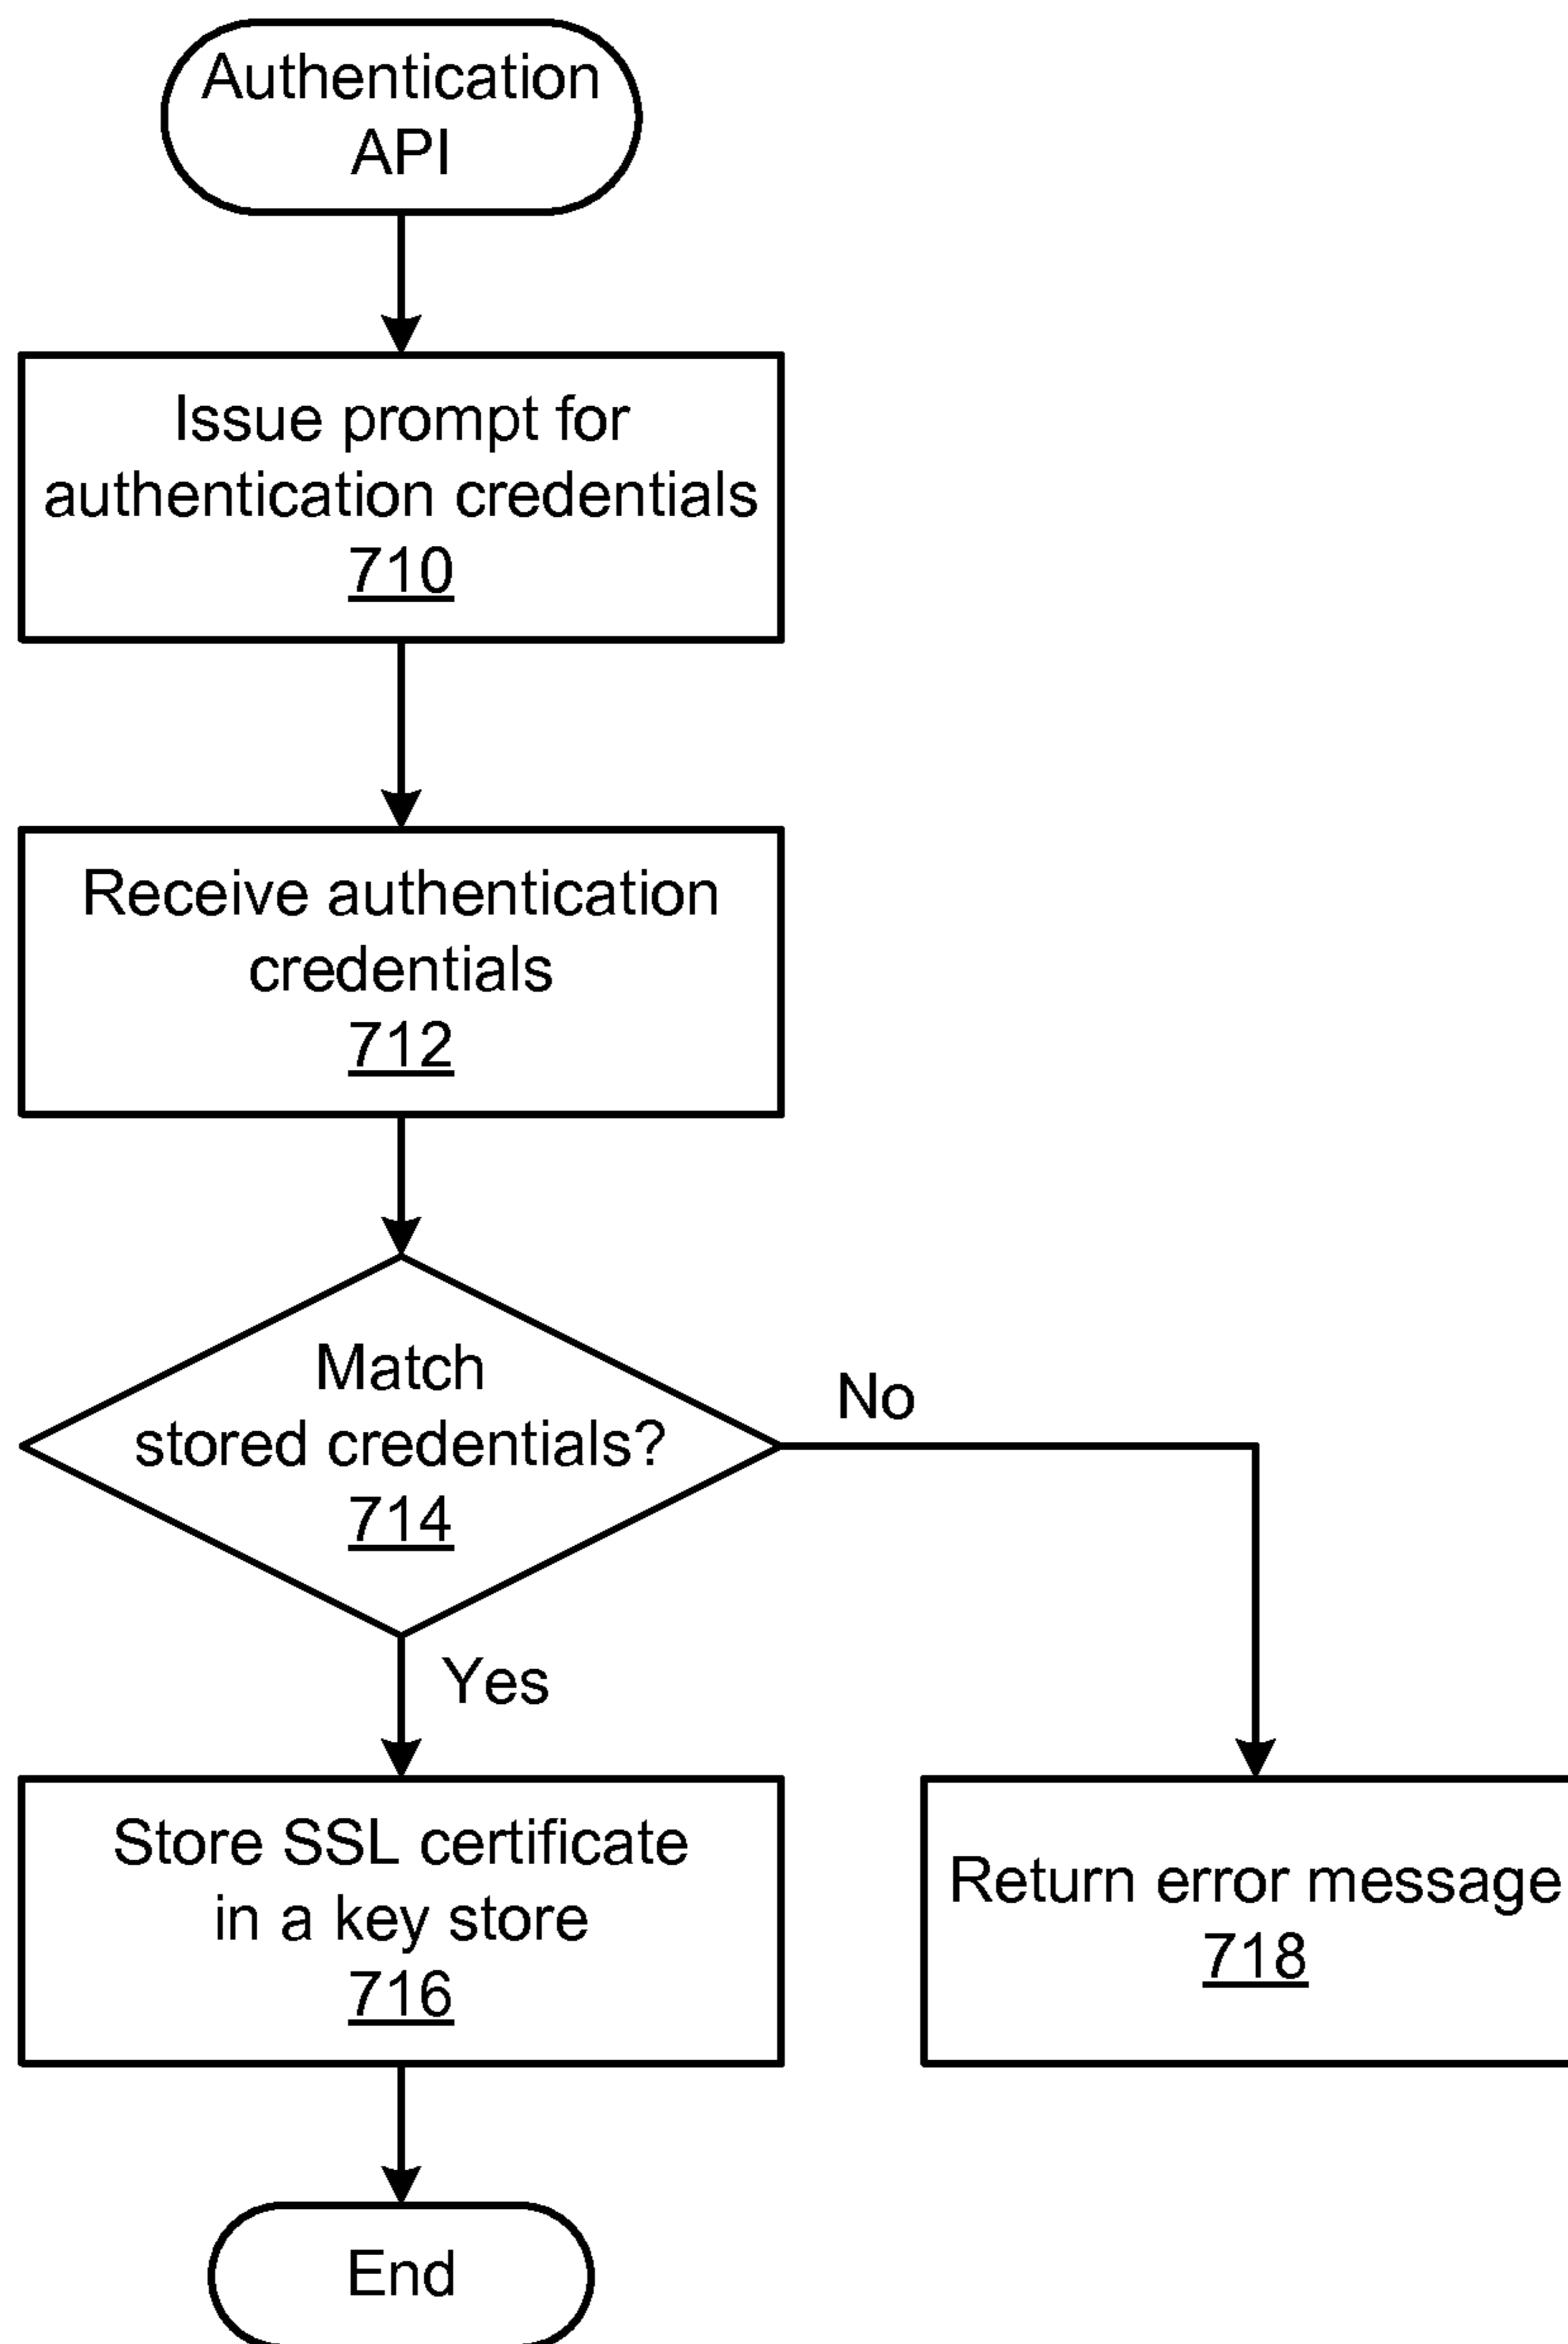 Authentication
API
Issue prompt for
authentication credentials
710
Receive authentication
credentials
712
Match
stored credentials?
714
No
Yes
Store SSL certificate
in a key store
716
Return error message
718
End